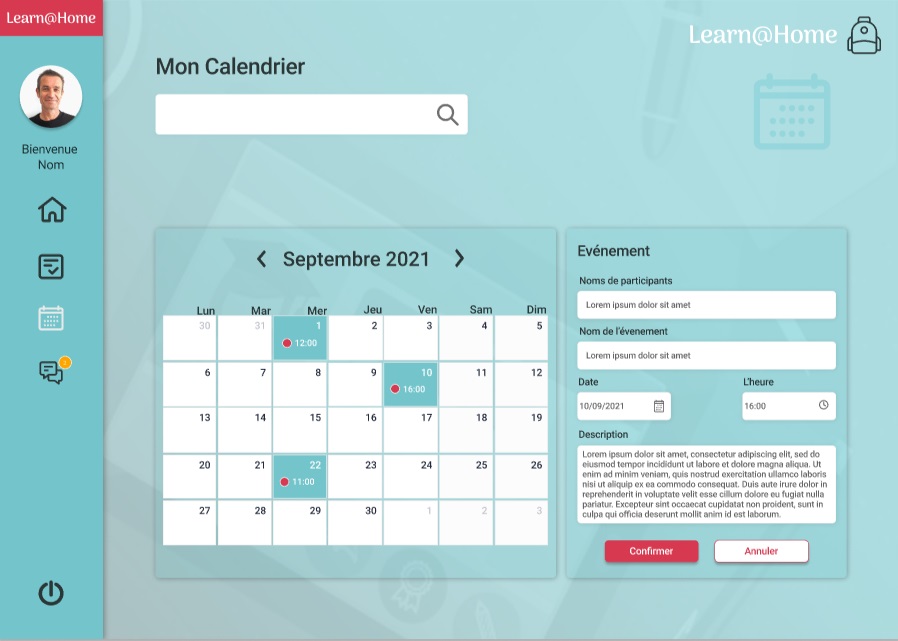 Learn@Home
Learn@Home
Bienvenue
Nom
Mon Calendrier
Septembre 2021
Lun Mar Mer Jeu Ven Sam Dim
30 31 1 2 3 4 5
12:00
6 7 8 9 10 11 12
16:00
13 14 15 16 17 18 19
20 21 22 23 24 25 26
11:00
27 28 29 30 1 2 3
Evénement
Noms de participants
Lorem ipsum dolor sit amet
Nom de l'évenement
Lorem ipsum dolor sit amet
Date L'heure
10/09/2021 16:00
Description
Lorem ipsum dolor sit amet, consectetur adipiscing elit, sed do
eiusmod tempor incididunt ut labore et dolore magna aliqua. Ut
enim ad minim veniam, quis nostrud exercitation ullamco laboris
nisi ut aliquip ex ea commodo consequat. Duis aute irure dolor in
reprehenderit in voluptate velit esse cillum dolore eu fugiat nulla
pariatur. Excepteur sint occaecat cupidatat non proident, sunt in
culpa qui officia deserunt mollit anim id est laborum.
Confirmer Annuler